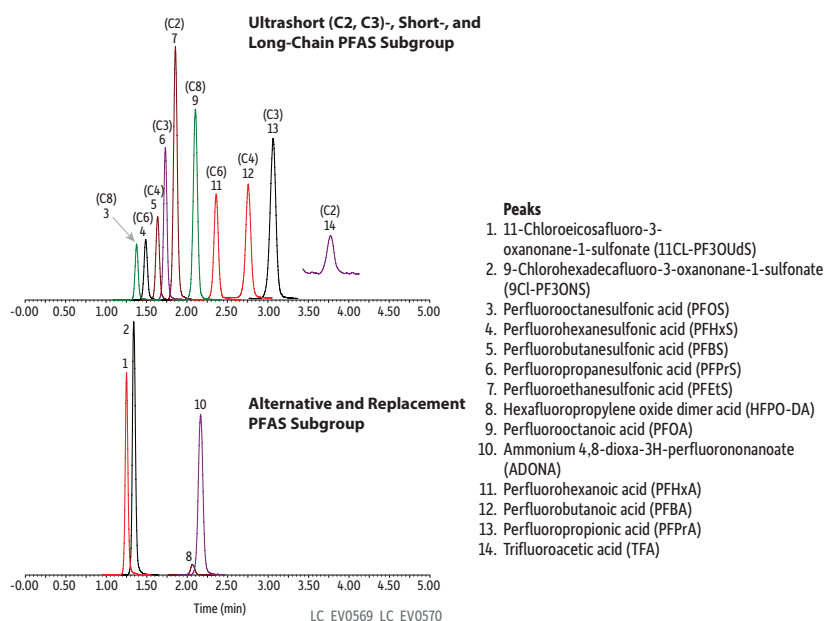 Ultrashort (C2, C3)-, Short-, and
Long-Chain PFAS Subgroup
(C8)
3
(C6)
4
(C4)
5
(C3)
6
(C2)
7
(C8)
9
(C6)
11
(C4)
12
(C3)
13
(C2)
14
-0.00 0.50 1.00 1.50 2.00 2.50 3.00 3.50 4.00 4.50 5.00
Alternative and Replacement
PFAS Subgroup
1
2
8
10
-0.00 0.50 1.00 1.50 2.00 2.50 3.00 3.50 4.00 4.50 5.00
Time (min)
LC_EV0569_LC_EV0570
Peaks
1. 11-Chloroeicosafluoro-3-
oxanonane-1-sulfonate (11CL-PF3OUdS)
2. 9-Chlorohexadecafluoro-3-oxanonane-1-sulfonate
(9Cl-PF3ONS)
3. Perfluorooctanesulfonic acid (PFOS)
4. Perfluorohexanesulfonic acid (PFHxS)
5. Perfluorobutanesulfonic acid (PFBS)
6. Perfluoropropanesulfonic acid (PFPrS)
7. Perfluoroethanesulfonic acid (PFEtS)
8. Hexafluoropropylene oxide dimer acid (HFPO-DA)
9. Perfluorooctanoic acid (PFOA)
10. Ammonium 4,8-dioxa-3H-perfluorononanoate
(ADONA)
11. Perfluorohexanoic acid (PFHxA)
12. Perfluorobutanoic acid (PFBA)
13. Perfluoropropionic acid (PFPrA)
14. Trifluoroacetic acid (TFA)